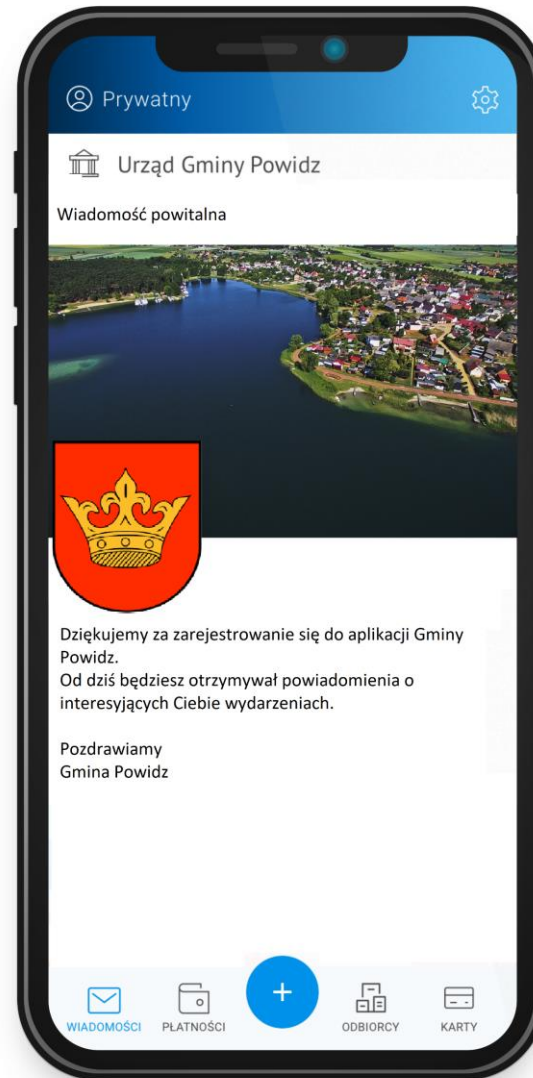 Prywatny
Urząd Gminy Powidz
Wiadomość powitalna
Dziękujemy za zarejestrowanie się do aplikacji Gminy
Powidz.
Od dziś będziesz otrzymywał powiadomienia o
interesyjących Ciebie wydarzeniach.
Pozdrawiamy
Gmina Powidz
WIADOMOŚCI PŁATNOŚCI + ODBIORCY KARTY